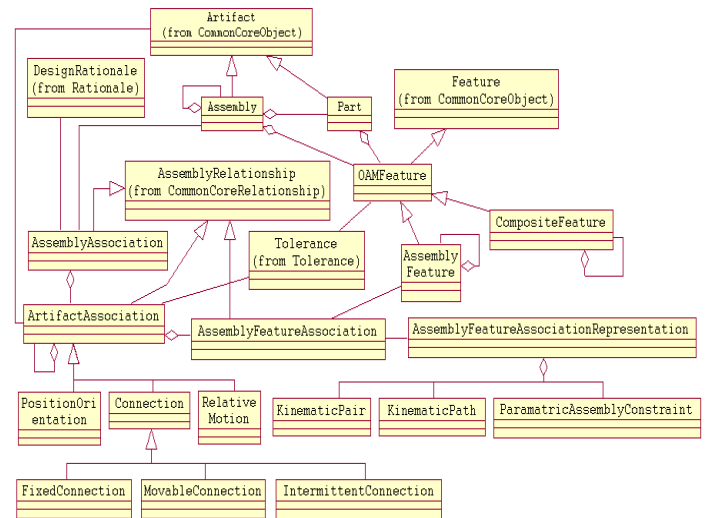 Artifact
(from CommonCoreObject)
DesignRationale
(from Rationale)
Feature
(from CommonCoreObject)
Assembly
Part
AssemblyRelationship
(from CommonCoreRelationship)
OAMFeature
CompositeFeature
AssemblyAssociation
Tolerance
(from Tolerance)
Assembly
Feature
ArtifactAssociation
AssemblyFeatureAssociation
AssemblyFeatureAssociationRepresentation
PositionOri
entation
Connection
Relative
Motion
KinematicPair
KinematicPath
ParamatricAssemblyConstraint
FixedConnection
MovableConnection
IntermittentConnection